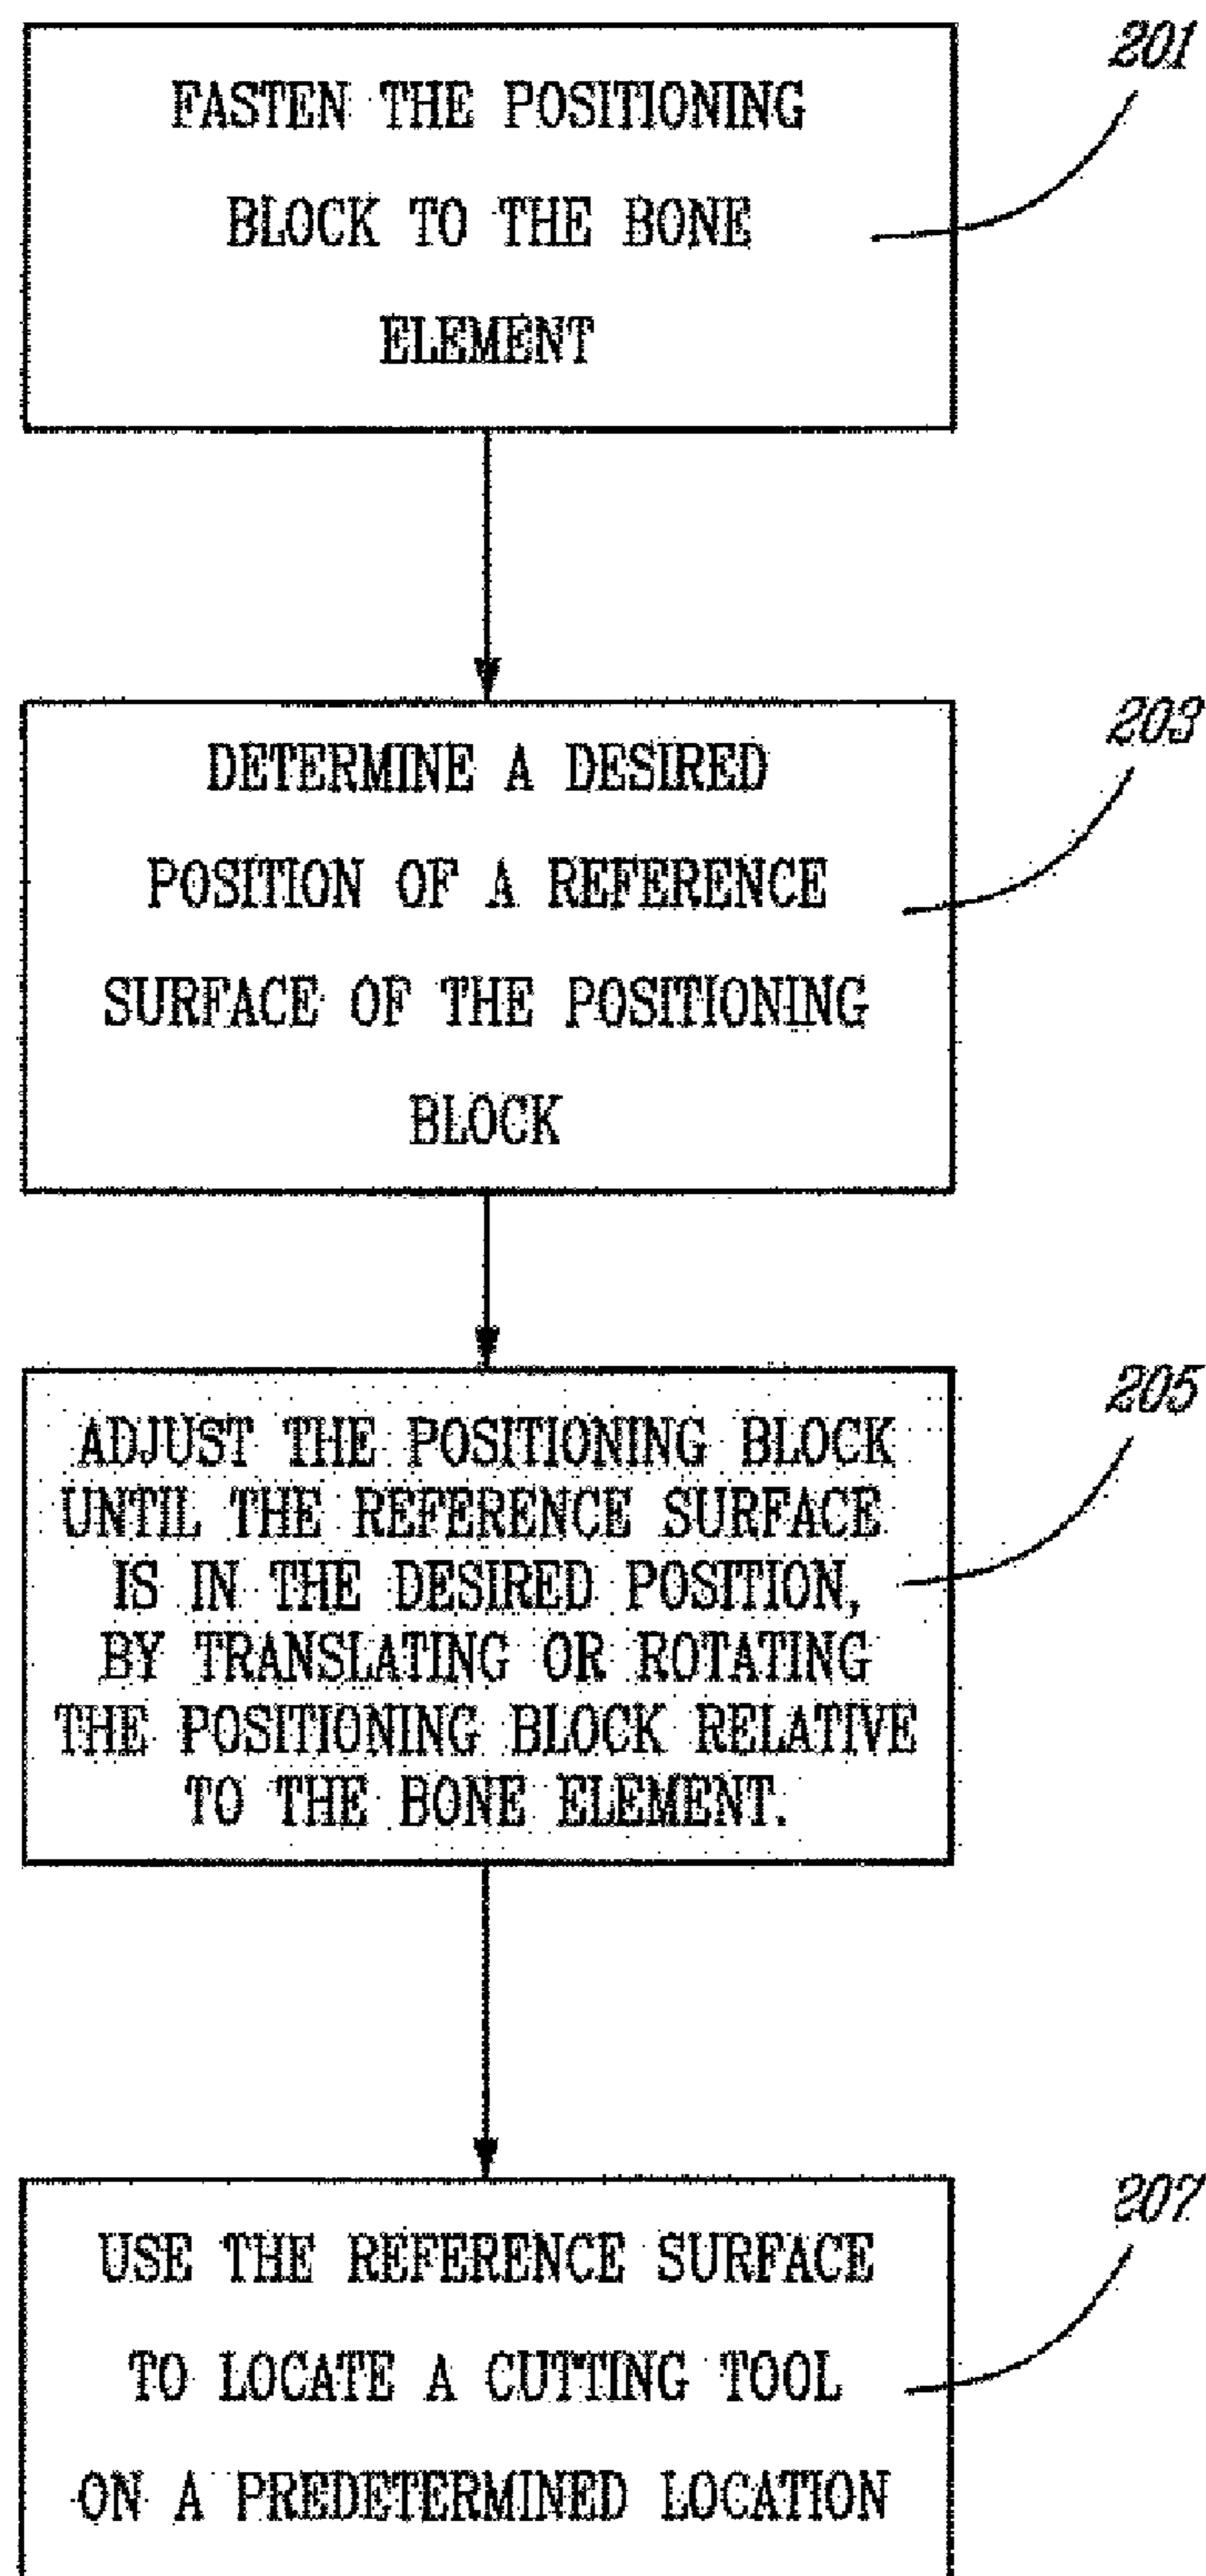 201
FASTEN THE POSITIONING
BLOCK TO THE BONE
ELEMENT
203
DETERMINE A DESIRED
POSITION OF A REFERENCE
SURFACE OF THE POSITIONING
BLOCK
205
ADJUST THE POSITIONING BLOCK
UNTIL THE REFERENCE SURFACE
IS IN THE DESIRED POSITION,
BY TRANSLATING OR ROTATING
THE POSITIONING BLOCK RELATIVE
TO THE BONE ELEMENT.
207
USE THE REFERENCE SURFACE
TO LOCATE A CUTTING TOOL
ON A PREDETERMINED LOCATION